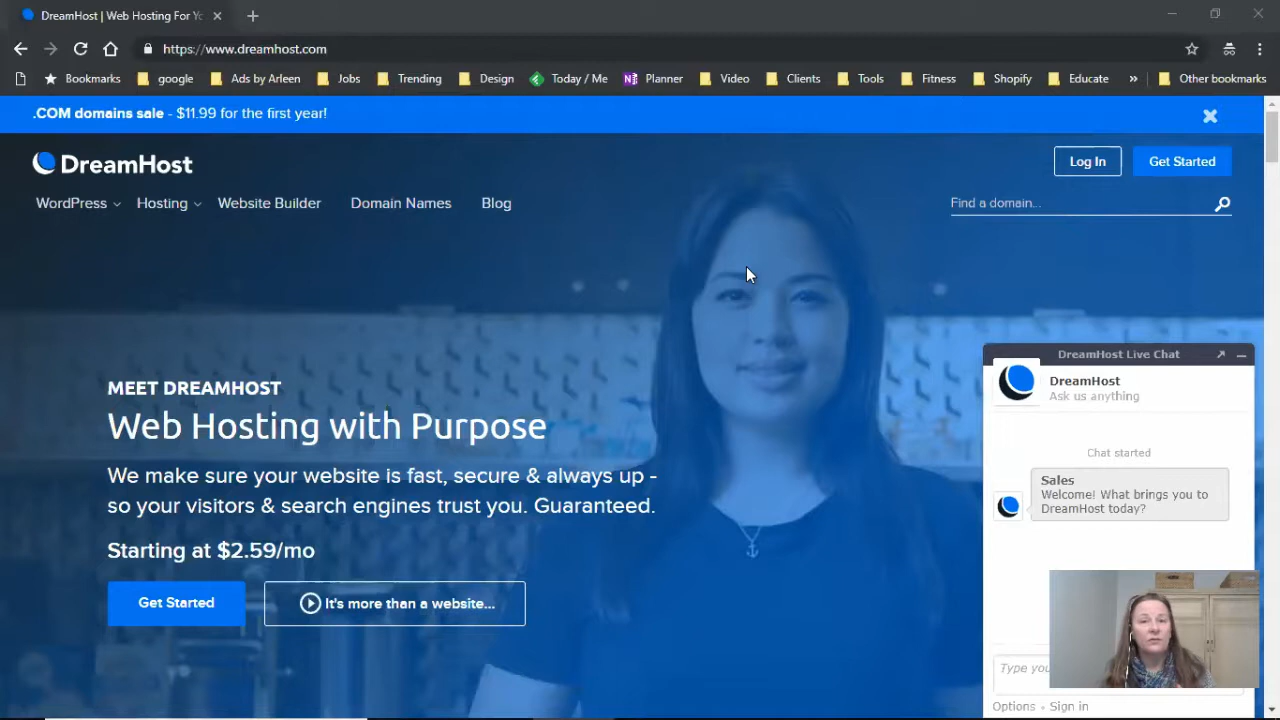 DreamHost | Web Hosting For Yo
https://www.dreamhost.com
Bookmarks google Ads by Arleen Jobs Trending Design Today / Me Planner Video Clients Tools Fitness Shopify Educate » Other bookmarks
.COM domains sale - $11.99 for the first year!
DreamHost
Log In
Get Started
WordPress Hosting Website Builder Domain Names Blog
Find a domain...
MEET DREAMHOST
Web Hosting with Purpose
We make sure your website is fast, secure & always up -
so your visitors & search engines trust you. Guaranteed.
Starting at $2.59/mo
Get Started
It's more than a website...
DreamHost Live Chat
DreamHost
Ask us anything
Chat started
Sales
Welcome! What brings you to
DreamHost today?
Type you
Options · Sign in